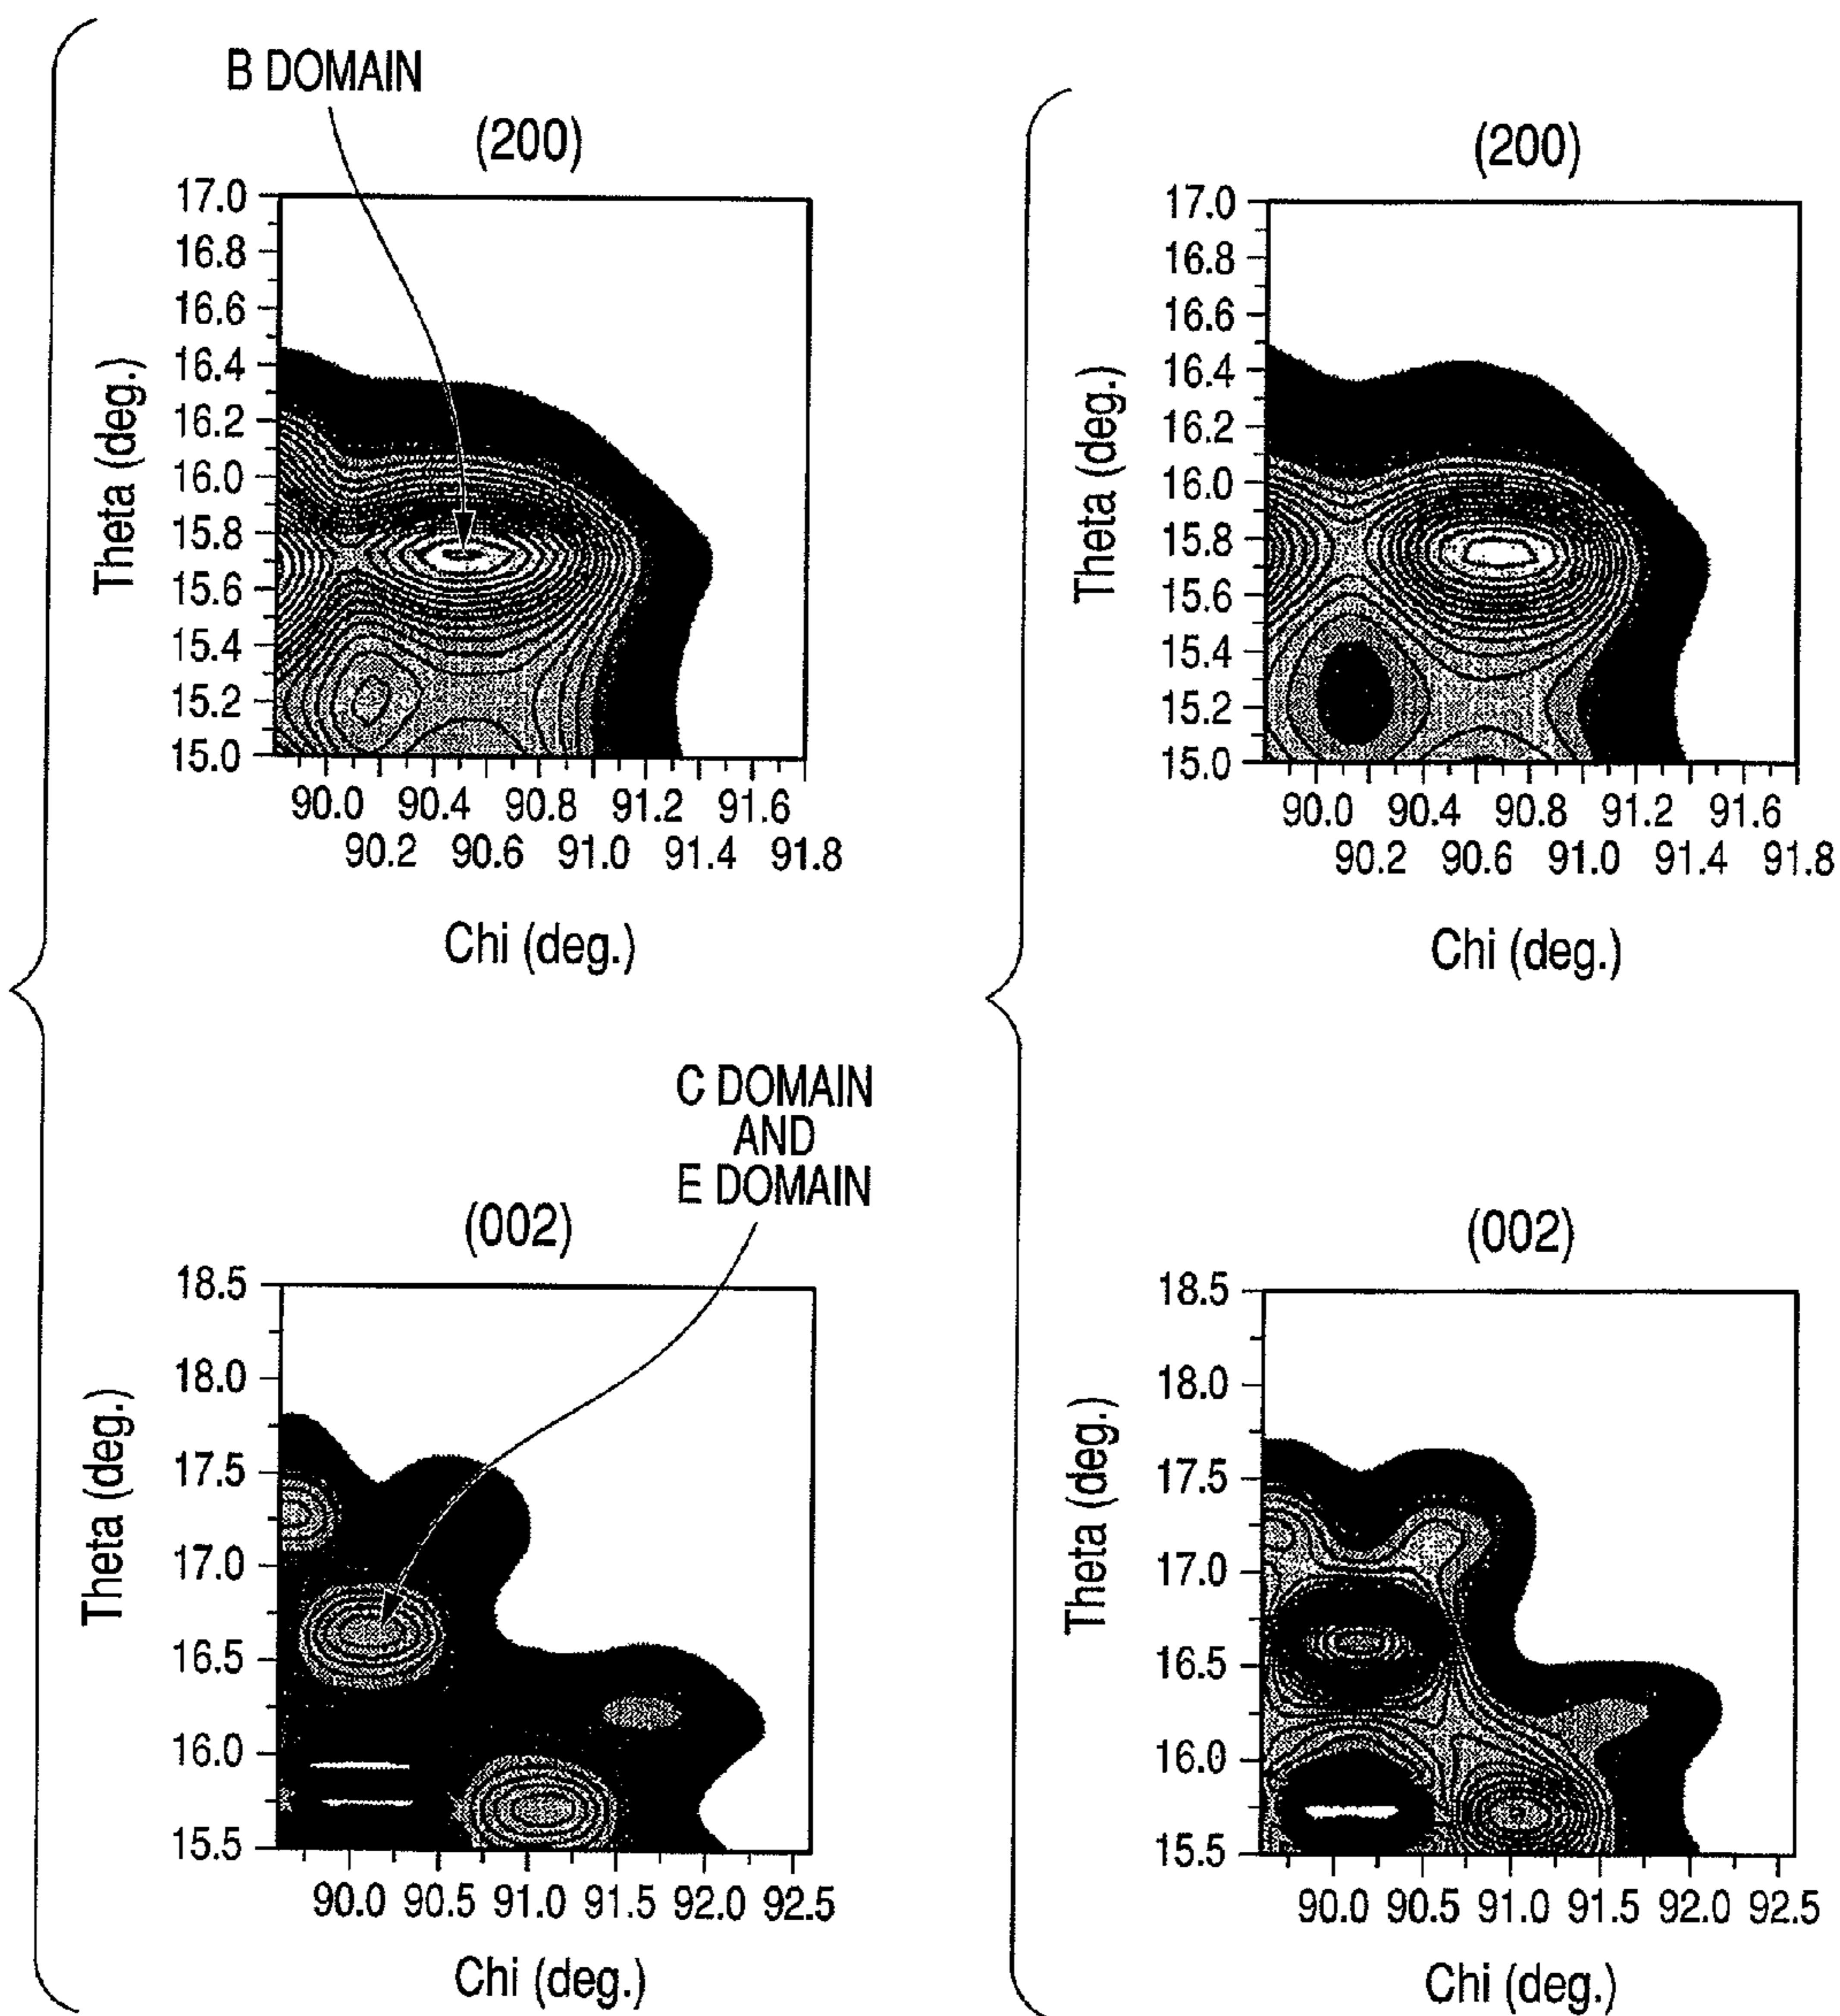 B DOMAIN
(200)
17.0
16.8
16.6
16.4
16.2
16.0
15.8
15.6
15.4
15.2
15.0
Theta (deg.)
90.0 90.4 90.8 91.2 91.6
90.2 90.6 91.0 91.4 91.8
Chi (deg.)
(200)
17.0
16.8
16.6
16.4
16.2
16.0
15.8
15.6
15.4
15.2
15.0
Theta (deg.)
90.0 90.4 90.8 91.2 91.6
90.2 90.6 91.0 91.4 91.8
Chi (deg.)
C DOMAIN
AND
E DOMAIN
(002)
18.5
18.0
17.5
17.0
16.5
16.0
15.5
Theta (deg.)
90.0 90.5 91.0 91.5 92.0 92.5
Chi (deg.)
(002)
18.5
18.0
17.5
17.0
16.5
16.0
15.5
Theta (deg.)
90.0 90.5 91.0 91.5 92.0 92.5
Chi (deg.)